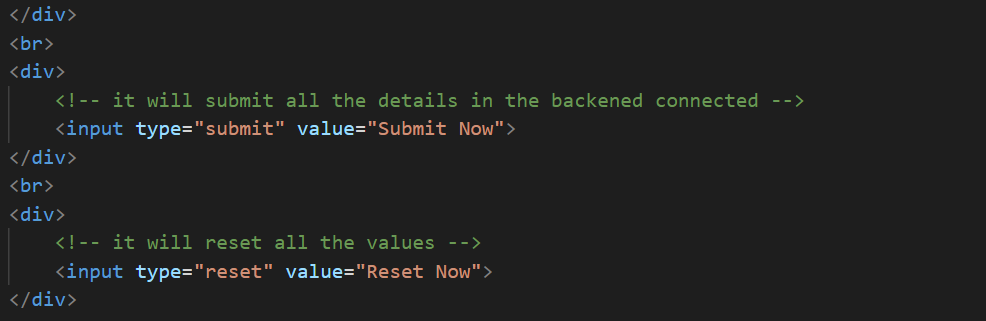 </div>
<br>
<div>
    <!-- it will submit all the details in the backened connected -->
    <input type="submit" value="Submit Now">
</div>
<br>
<div>
    <!-- it will reset all the values -->
    <input type="reset" value="Reset Now">
</div>